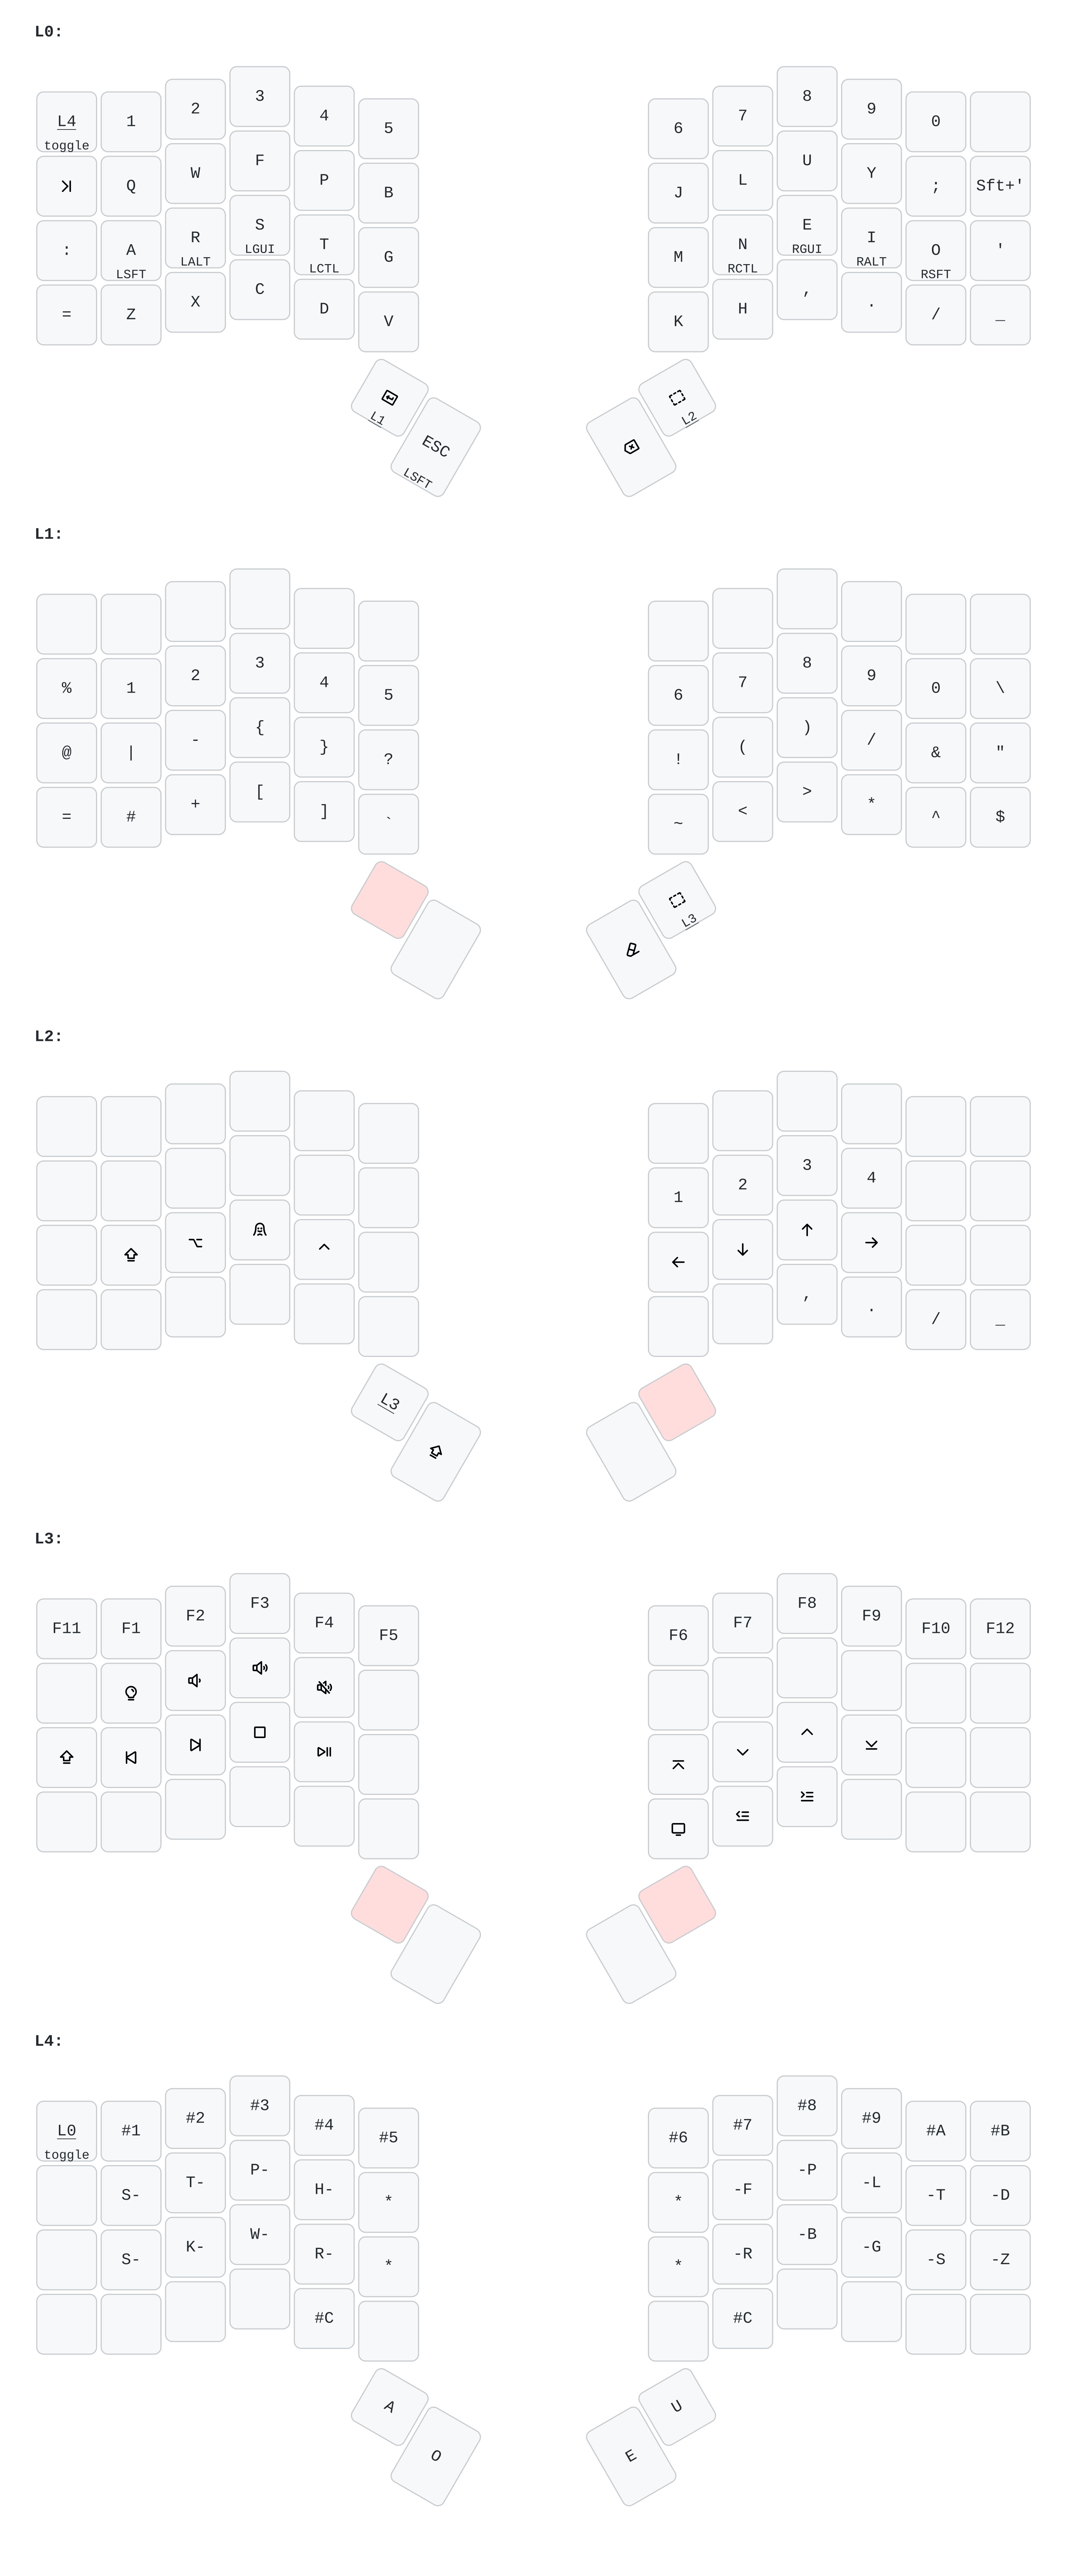 L0:
L4 1 2 3 4 5 6 7 8 9 0
toggle
Q W F P B J L U Y ; Sft+'
: A R S T G M N E I O '
LSFT LALT LGUI LCTL RCTL RGUI RALT RSFT
= Z X C D V K H , . / _
L1 L2
ESC
LSFT
L1:
% 1 2 3 4 5 6 7 8 9 0 \
@ | - { } ? ! ( ) / & "
= # + [ ] ` ~ < > * ^ $
L3
L2:
1 2 3 4
, . / _
L3
L3:
F11 F1 F2 F3 F4 F5 F6 F7 F8 F9 F10 F12
L4:
L0 #1 #2 #3 #4 #5 #6 #7 #8 #9 #A #B
toggle
S- T- P- H- * * -F -P -L -T -D
S- K- W- R- * * -R -B -G -S -Z
#C #C
A U
O E